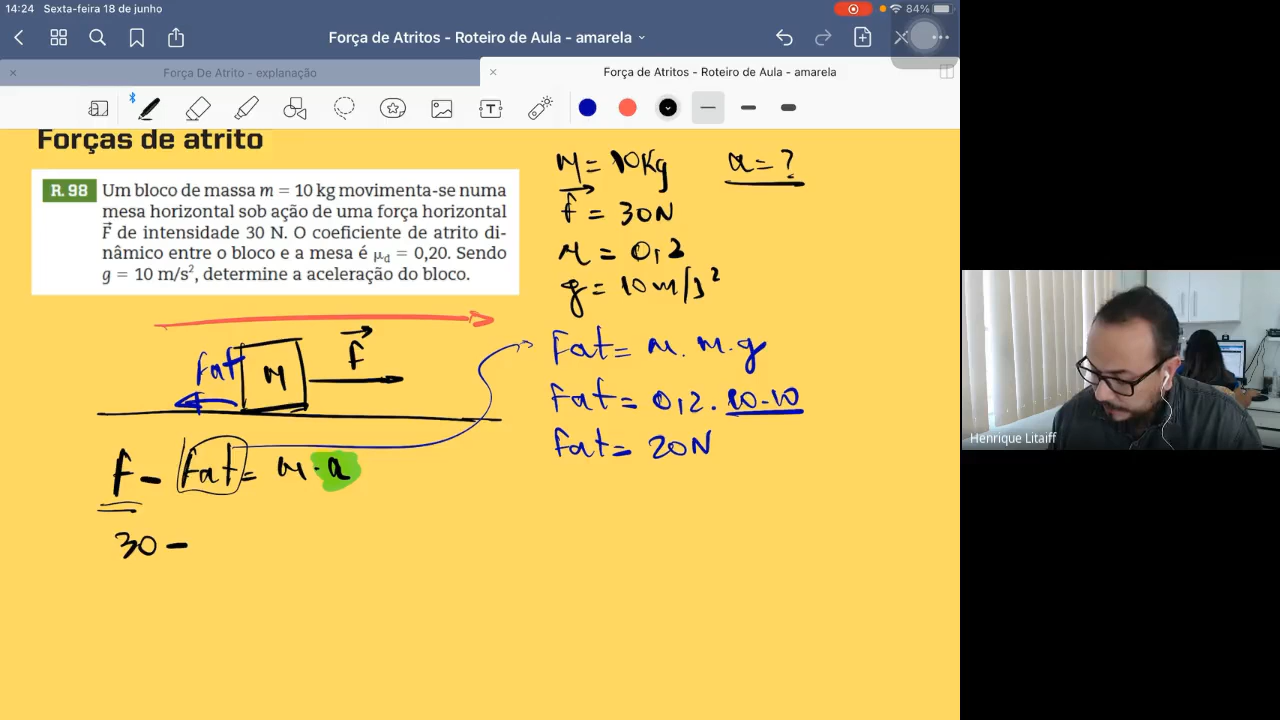 14:24 Sexta-feira 18 de junho
84%
Força de Atritos - Roteiro de Aula - amarela
Força De Atrito - explanação
Força de Atritos - Roteiro de Aula - amarela
Forças de atrito
R. 98 Um bloco de massa m = 10 kg movimenta-se numa
mesa horizontal sob ação de uma força horizontal
F⃗ de intensidade 30 N. O coeficiente de atrito di-
nâmico entre o bloco e a mesa é μd = 0,20. Sendo
g = 10 m/s², determine a aceleração do bloco.
M = 10Kg
a = ?
f⃗ = 30N
μ = 0,2
g = 10m/s²
Fat
M
f⃗
Fat = μ.m.g
Fat = 0,2.10.10
Fat = 20N
f - Fat = m.a
30 -
Henrique Litaiff